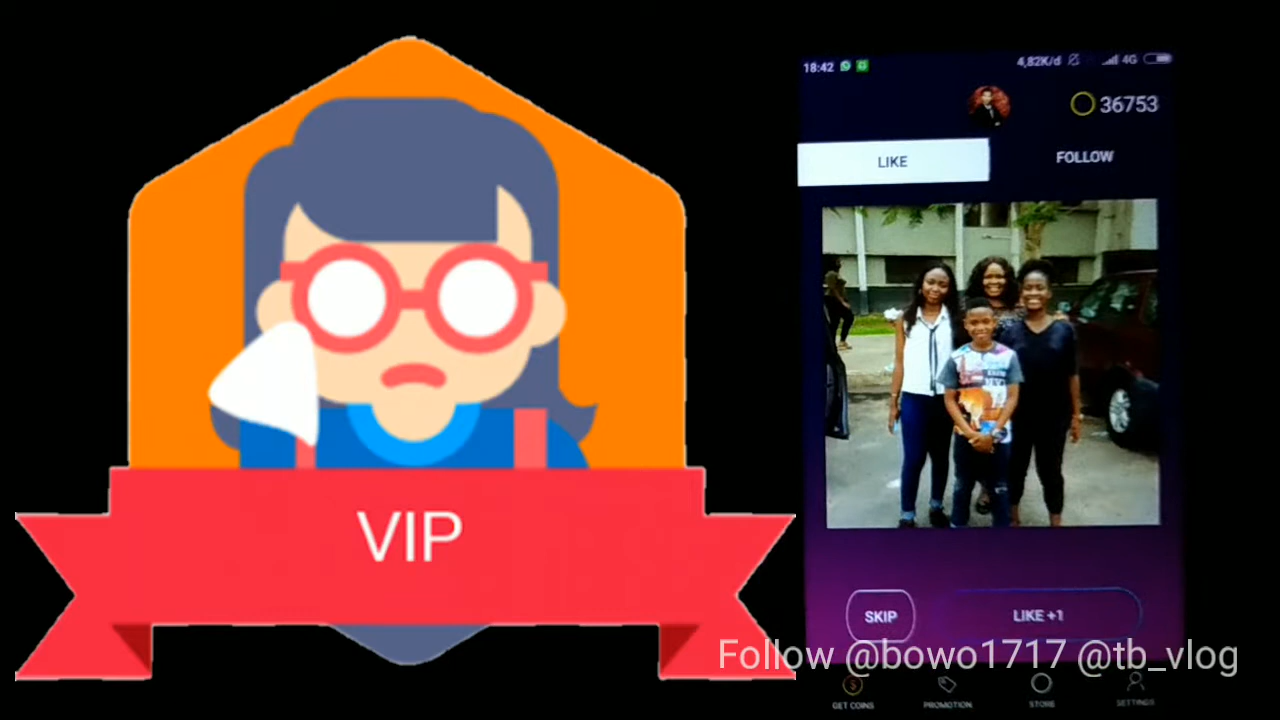 VIP
18:42
4,82K/d
4G
36753
LIKE
FOLLOW
SKIP
LIKE +1
Follow @bowo1717 @tb_vlog
GET COINS
PROMOTION
STORE
SETTINGS